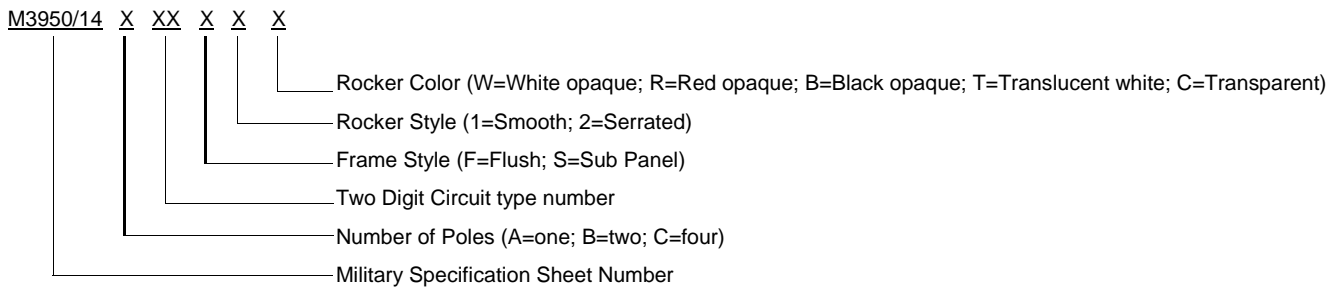 M3950/14 X XX X X X
Rocker Color (W=White opaque; R=Red opaque; B=Black opaque; T=Translucent white; C=Transparent)
Rocker Style (1=Smooth; 2=Serrated)
Frame Style (F=Flush; S=Sub Panel)
Two Digit Circuit type number
Number of Poles (A=one; B=two; C=four)
Military Specification Sheet Number